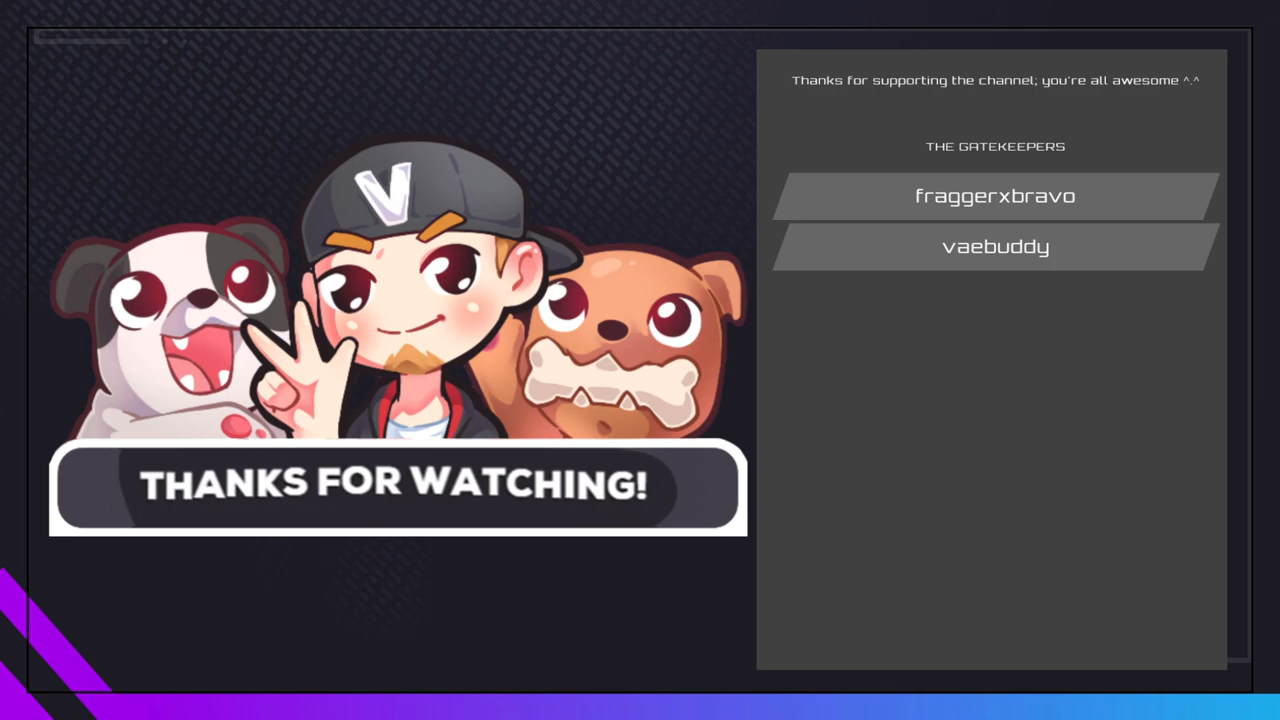 V
THANKS FOR WATCHING!
Thanks for supporting the channel; you're all awesome ^.^
THE GATEKEEPERS
fraggerxbravo
vaebuddy